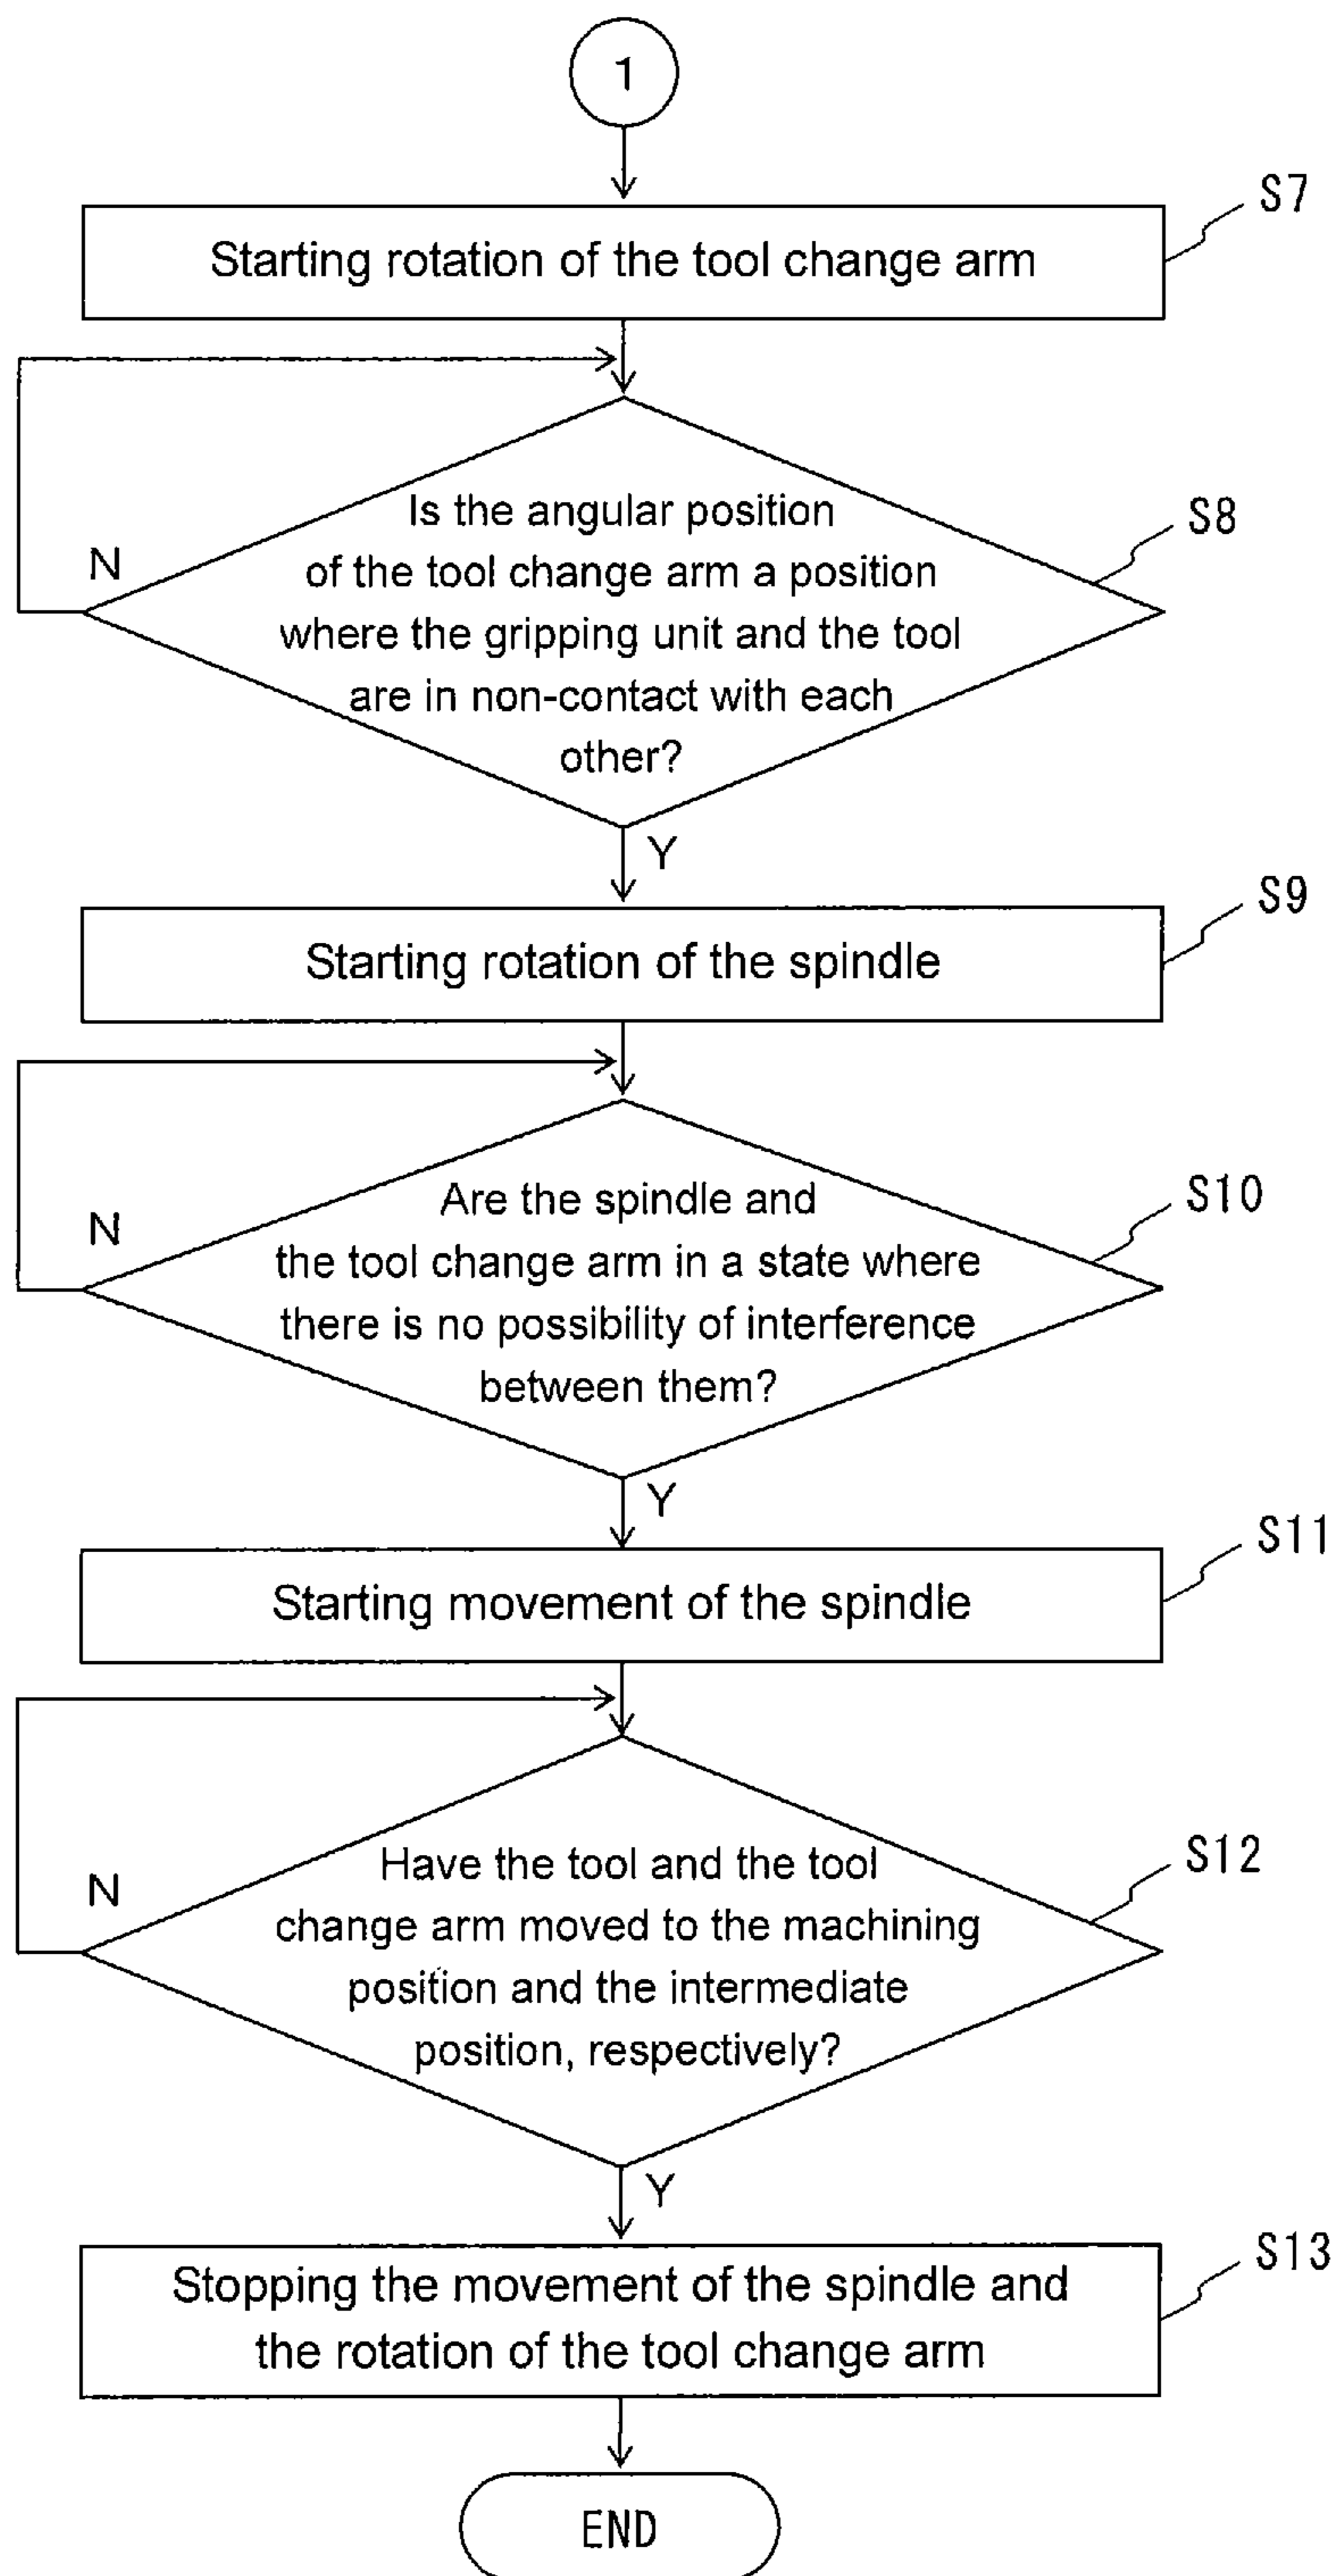 1
S7
Starting rotation of the tool change arm
S8
Is the angular position
of the tool change arm a position
where the gripping unit and the tool
are in non-contact with each
other?
N
Y
S9
Starting rotation of the spindle
S10
Are the spindle and
the tool change arm in a state where
there is no possibility of interference
between them?
N
Y
S11
Starting movement of the spindle
S12
Have the tool and the tool
change arm moved to the machining
position and the intermediate
position, respectively?
N
Y
S13
Stopping the movement of the spindle and
the rotation of the tool change arm
END